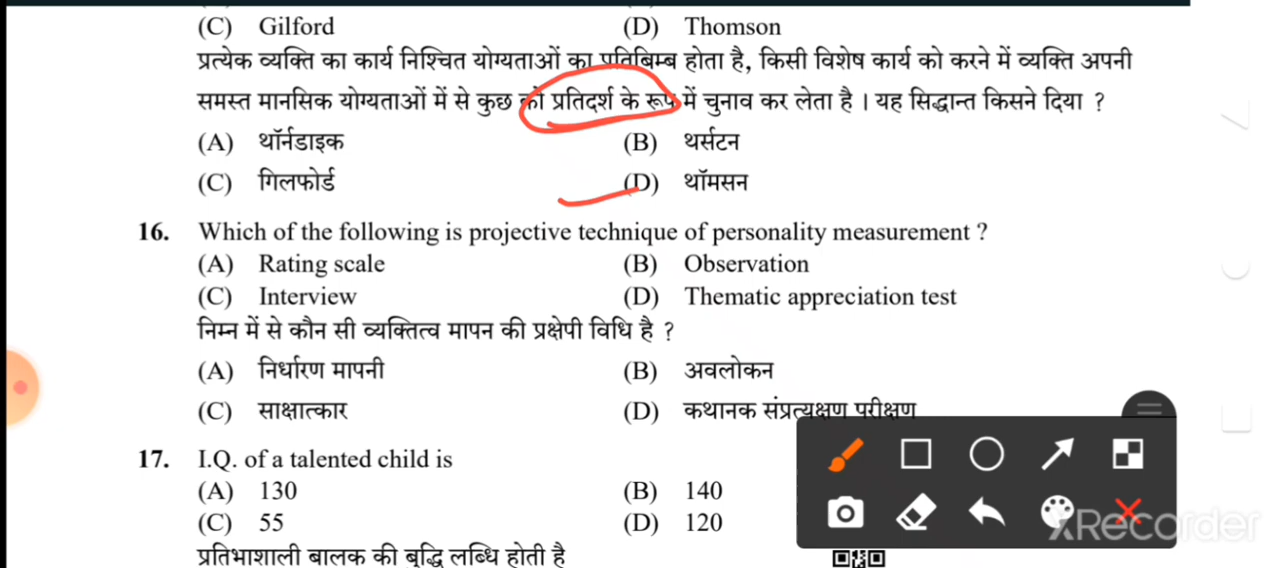 (C) Gilford (D) Thomson
प्रत्येक व्यक्ति का कार्य निश्चित योग्यताओं का प्रतिबिम्ब होता है, किसी विशेष कार्य को करने में व्यक्ति अपनी
समस्त मानसिक योग्यताओं में से कुछ को प्रतिदर्श के रूप में चुनाव कर लेता है । यह सिद्धान्त किसने दिया ?
(A) थॉर्नडाइक (B) थर्सटन
(C) गिलफोर्ड (D) थॉमसन
16. Which of the following is projective technique of personality measurement ?
(A) Rating scale (B) Observation
(C) Interview (D) Thematic appreciation test
निम्न में से कौन सी व्यक्तित्व मापन की प्रक्षेपी विधि है ?
(A) निर्धारण मापनी (B) अवलोकन
(C) साक्षात्कार (D) कथानक संप्रत्यक्षण परीक्षण
17. I.Q. of a talented child is
(A) 130 (B) 140
(C) 55 (D) 120
प्रतिभाशाली बालक की बुद्धि लब्धि होती है
XRecorder